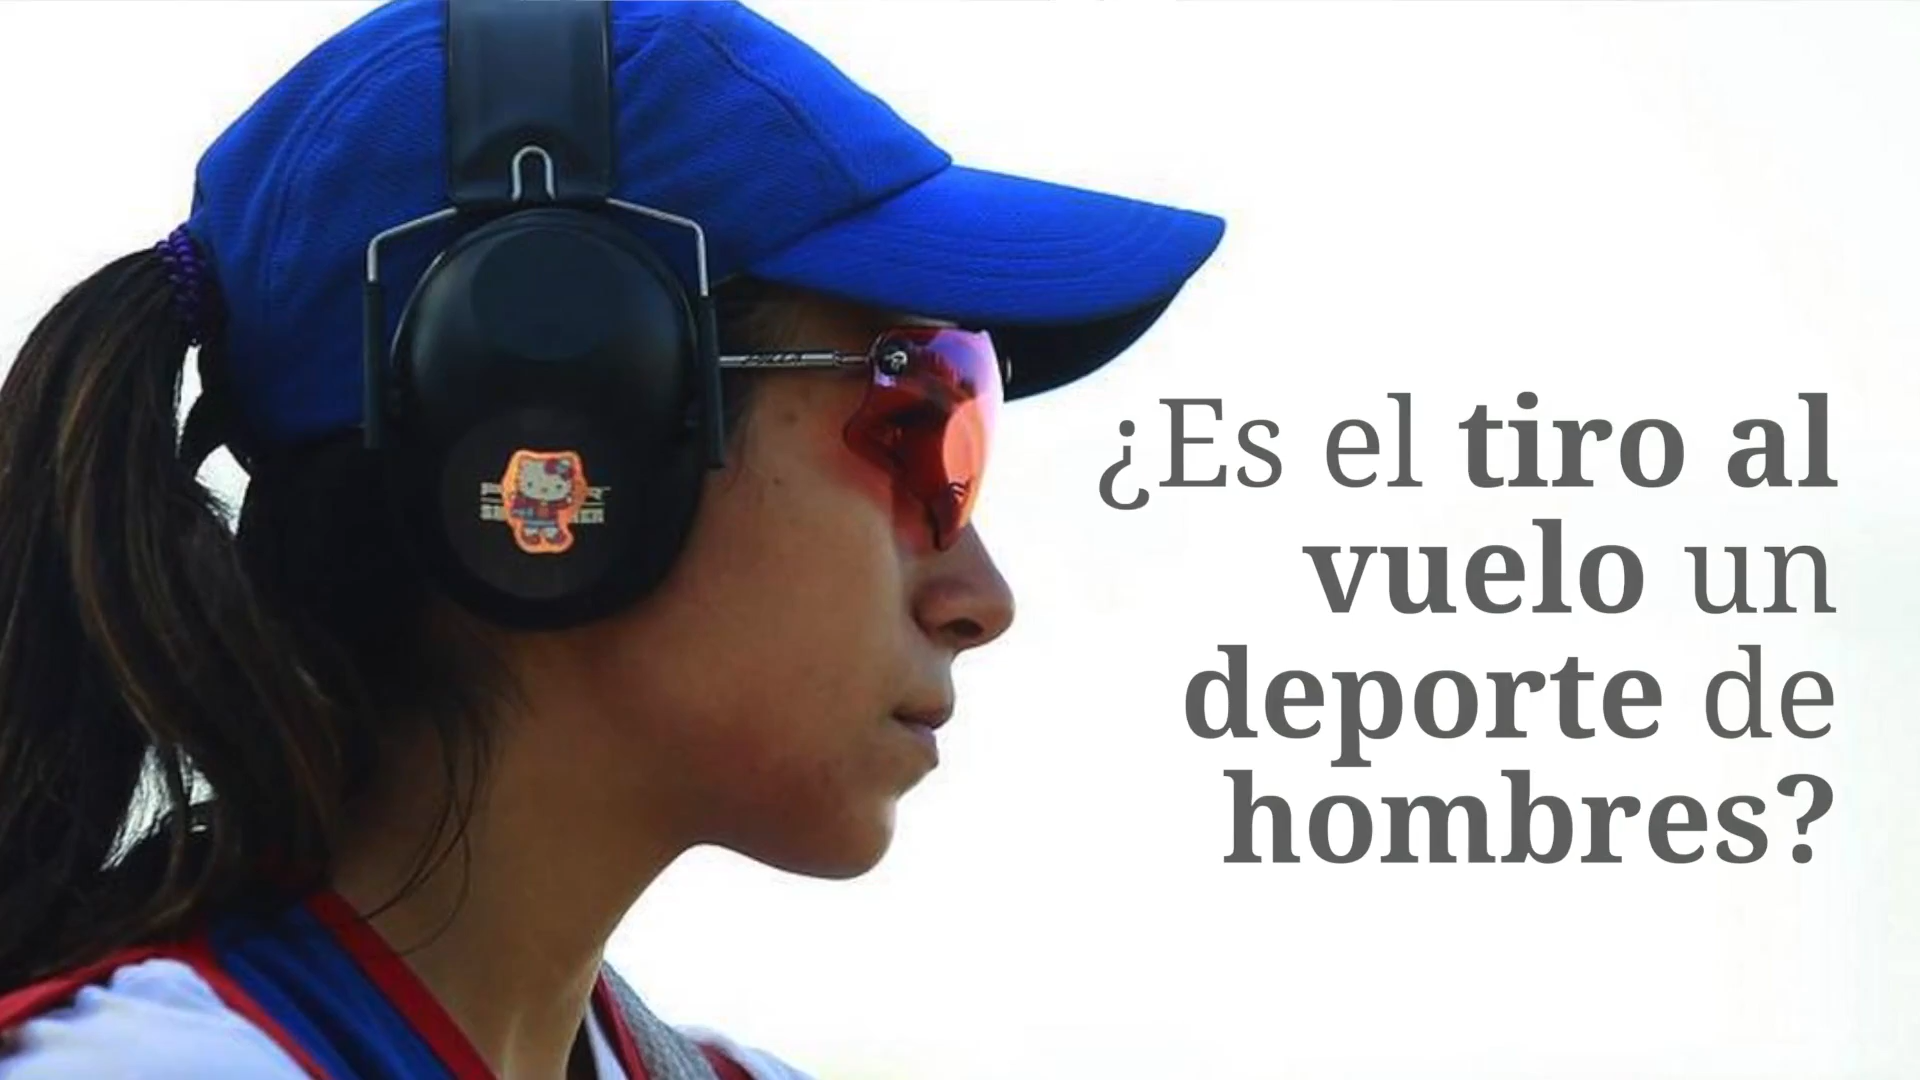 ¿Es el tiro al
vuelo un
deporte de
hombres?